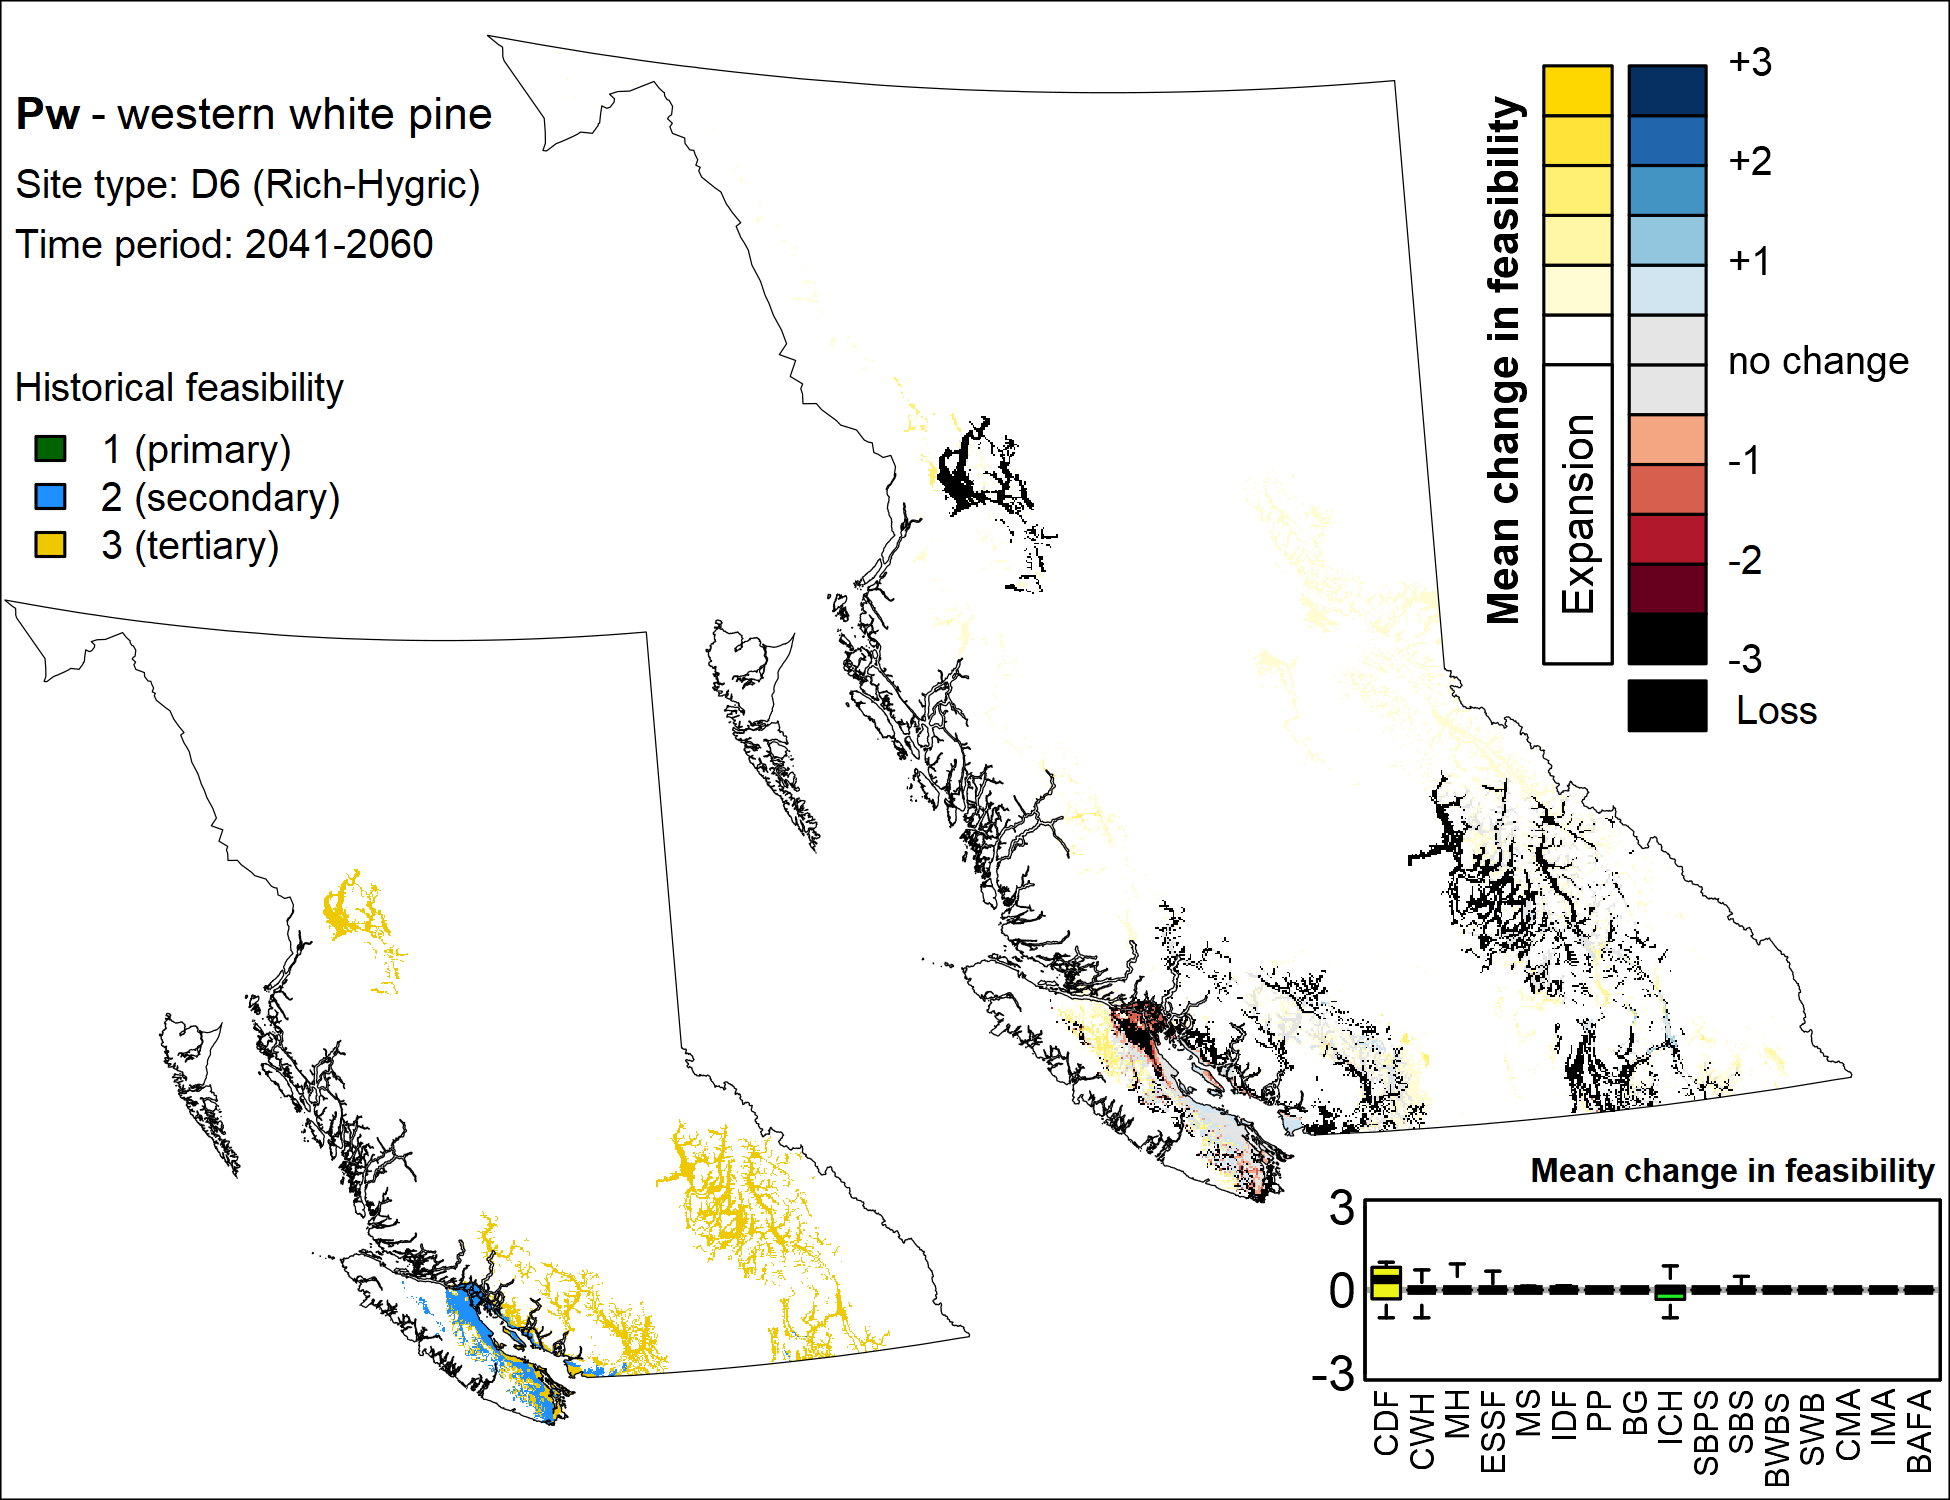 Pw - western white pine
Site type: D6 (Rich-Hygric)
Time period: 2041-2060
Historical feasibility
1 (primary)
2 (secondary)
3 (tertiary)
Mean change in feasibility
Expansion
+3
+2
+1
no change
-1
-2
-3
Loss
Mean change in feasibility
3
0
-3
CDF
CWH
MH
ESSF
MS
IDF
PP
BG
ICH
SBPS
SBS
BWBS
SWB
CMA
IMA
BAFA